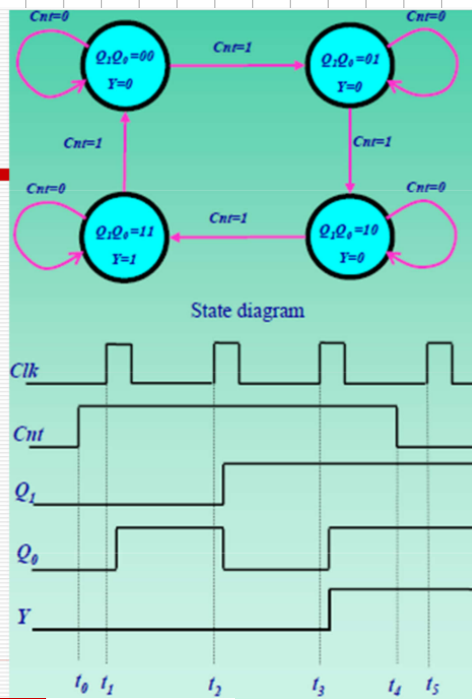 Cnt=0
Cnt=0
Cnt=1
Q₁Q₀=00
Y=0
Q₁Q₀=01
Y=0
Cnt=1
Cnt=1
Cnt=0
Cnt=0
Cnt=1
Q₁Q₀=11
Y=1
Q₁Q₀=10
Y=0
State diagram
Clk
Cnt
Q₁
Q₀
Y
t₀ t₁ t₂ t₃ t₄ t₅